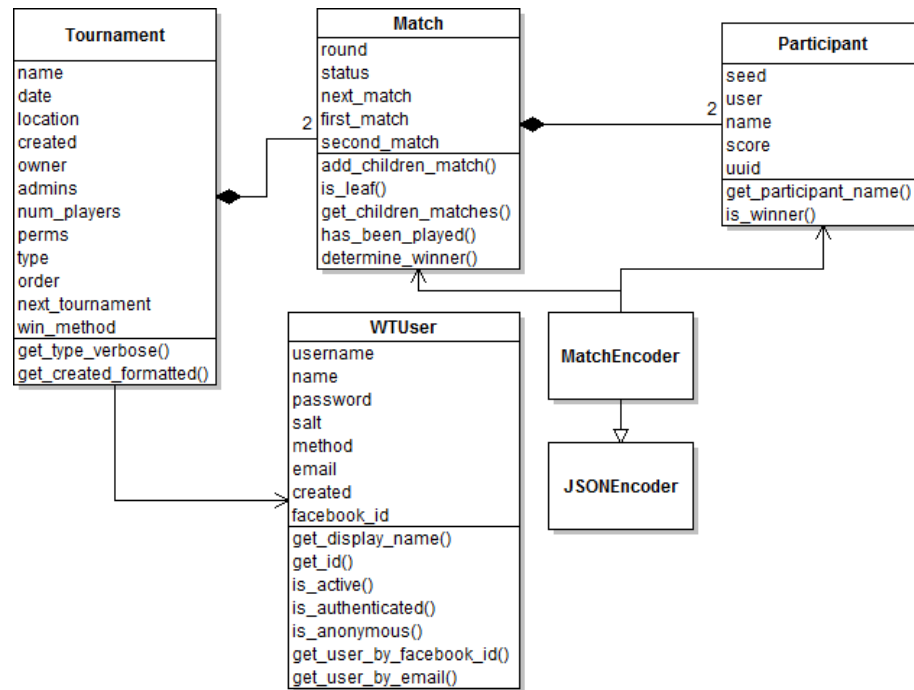 Tournament
name
date
location
created
owner
admins
num_players
perms
type
order
next_tournament
win_method
get_type_verbose()
get_created_formatted()
Match
round
status
next_match
first_match
second_match
add_children_match()
is_leaf()
get_children_matches()
has_been_played()
determine_winner()
2
Participant
seed
user
name
score
uuid
get_participant_name()
is_winner()
2
WTUser
username
name
password
salt
method
email
created
facebook_id
get_display_name()
get_id()
is_active()
is_authenticated()
is_anonymous()
get_user_by_facebook_id()
get_user_by_email()
MatchEncoder
JSONEncoder